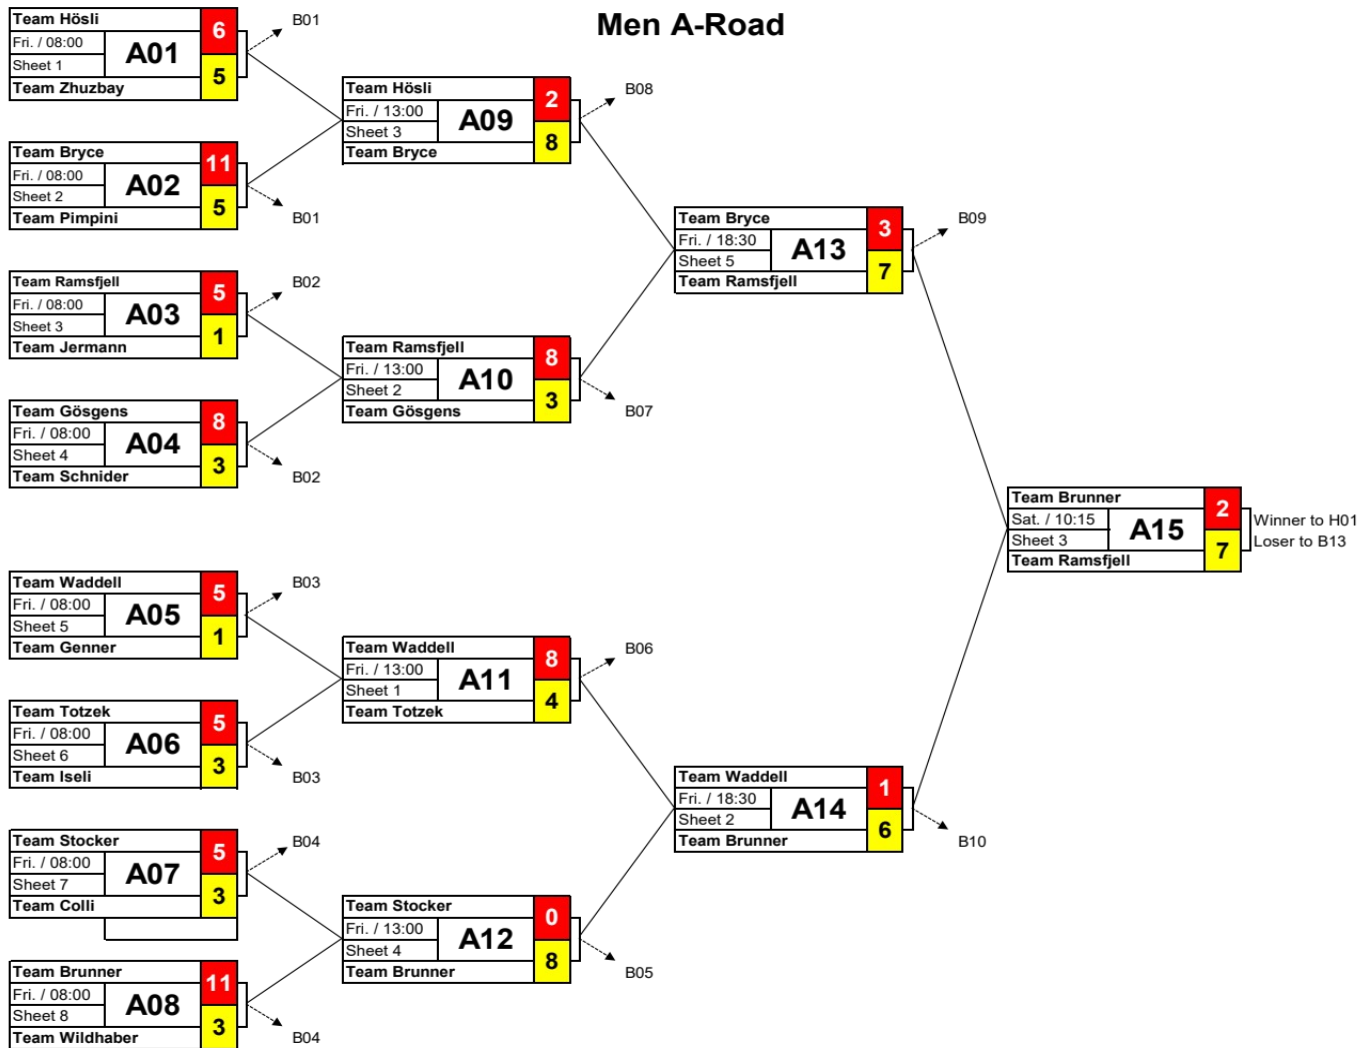 Men A-Road
Team Hösli 6
Fri. / 08:00
A01
Sheet 1
5
Team Zhuzbay
B01
Team Bryce 11
Fri. / 08:00
A02
Sheet 2
5
Team Pimpini
B01
Team Ramsfjell 5
Fri. / 08:00
A03
Sheet 3
1
Team Jermann
B02
Team Gösgens 8
Fri. / 08:00
A04
Sheet 4
3
Team Schnider
B02
Team Waddell 5
Fri. / 08:00
A05
Sheet 5
1
Team Genner
B03
Team Totzek 5
Fri. / 08:00
A06
Sheet 6
3
Team Iseli
B03
Team Stocker 5
Fri. / 08:00
A07
Sheet 7
3
Team Colli
B04
Team Brunner 11
Fri. / 08:00
A08
Sheet 8
3
Team Wildhaber
B04
Team Hösli 2
Fri. / 13:00
A09
Sheet 3
8
Team Bryce
B08
Team Ramsfjell 8
Fri. / 13:00
A10
Sheet 2
3
Team Gösgens
B07
Team Waddell 8
Fri. / 13:00
A11
Sheet 1
4
Team Totzek
B06
Team Stocker 0
Fri. / 13:00
A12
Sheet 4
8
Team Brunner
B05
Team Bryce 3
Fri. / 18:30
A13
Sheet 5
7
Team Ramsfjell
B09
Team Waddell 1
Fri. / 18:30
A14
Sheet 2
6
Team Brunner
B10
Team Brunner 2
Sat. / 10:15
A15
Sheet 3
7
Team Ramsfjell
Winner to H01
Loser to B13